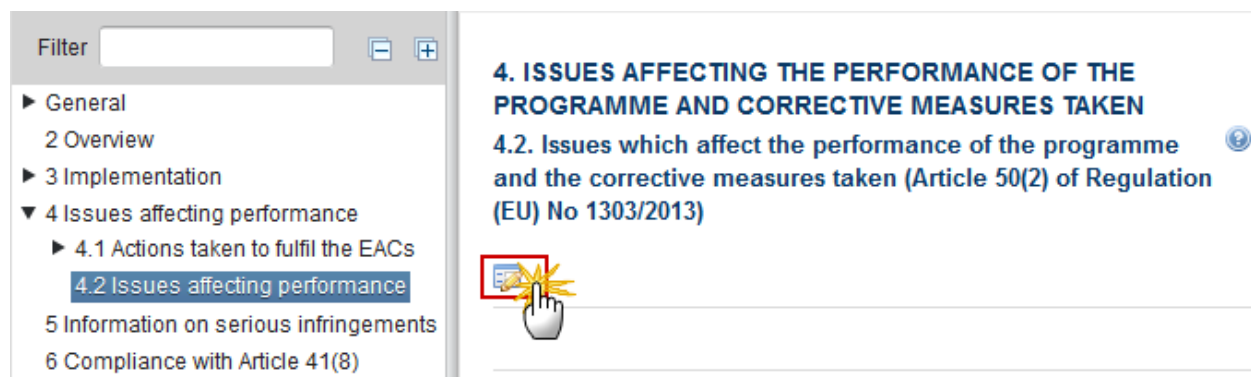 Filter
General
2 Overview
3 Implementation
4 Issues affecting performance
4.1 Actions taken to fulfil the EACs
4.2 Issues affecting performance
5 Information on serious infringements
6 Compliance with Article 41(8)
4. ISSUES AFFECTING THE PERFORMANCE OF THE
PROGRAMME AND CORRECTIVE MEASURES TAKEN
4.2. Issues which affect the performance of the programme
and the corrective measures taken (Article 50(2) of Regulation
(EU) No 1303/2013)